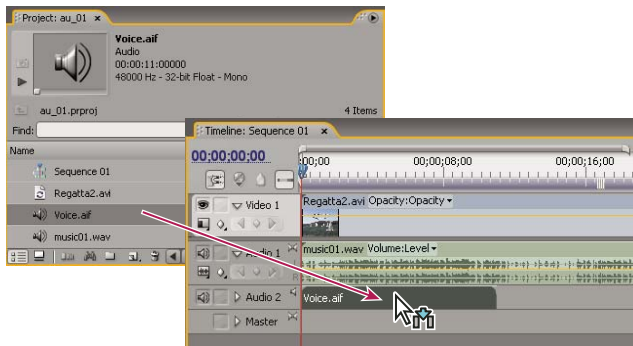 Project: au_01 ×
Voice.aif
Audio
00:00:11:00000
48000 Hz - 32-bit Float - Mono
au_01.prproj
4 Items
Find:
Name
Sequence 01
Regatta2.avi
Voice.aif
music01.wav
Timeline: Sequence 01 ×
00;00;00;00
;00;00
00;00;08;00
00;00;16;00
Video 1
Regatta2.avi Opacity:Opacity
Audio 1
music01.wav Volume:Level
Audio 2
Voice.aif
Master